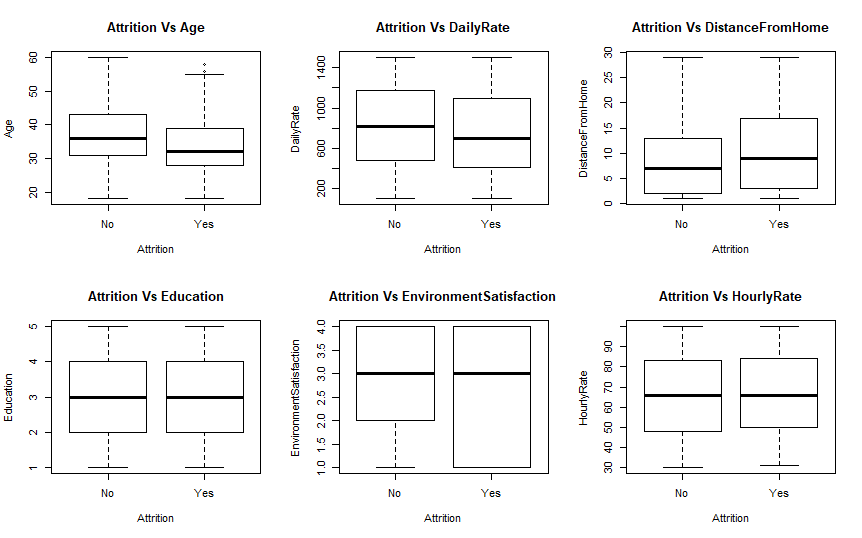 Attrition Vs Age
Age
60
50
40
30
20
No Yes
Attrition
Attrition Vs DailyRate
DailyRate
1400
1000
600
200
No Yes
Attrition
Attrition Vs DistanceFromHome
DistanceFromHome
30
25
20
15
10
5
0
No Yes
Attrition
Attrition Vs Education
Education
5
4
3
2
1
No Yes
Attrition
Attrition Vs EnvironmentSatisfaction
EnvironmentSatisfaction
4.0
3.5
3.0
2.5
2.0
1.5
1.0
No Yes
Attrition
Attrition Vs HourlyRate
HourlyRate
90
80
70
60
50
40
30
No Yes
Attrition